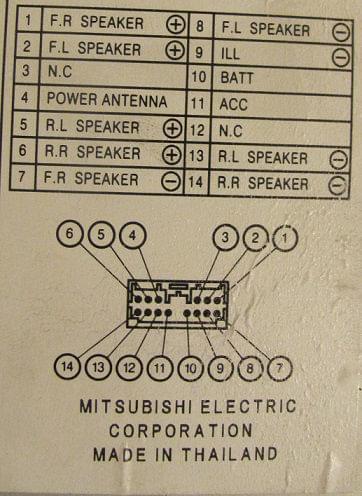 1 F.R SPEAKER ⊕ 8 F.L SPEAKER ⊖
2 F.L SPEAKER ⊕ 9 ILL ⊖
3 N.C 10 BATT
4 POWER ANTENNA 11 ACC
5 R.L SPEAKER ⊕ 12 N.C
6 R.R SPEAKER ⊕ 13 R.L SPEAKER ⊖
7 F.R SPEAKER ⊖ 14 R.R SPEAKER ⊖
6 5 4 3 2 1
14 13 12 11 10 9 8 7
MITSUBISHI ELECTRIC
CORPORATION
MADE IN THAILAND